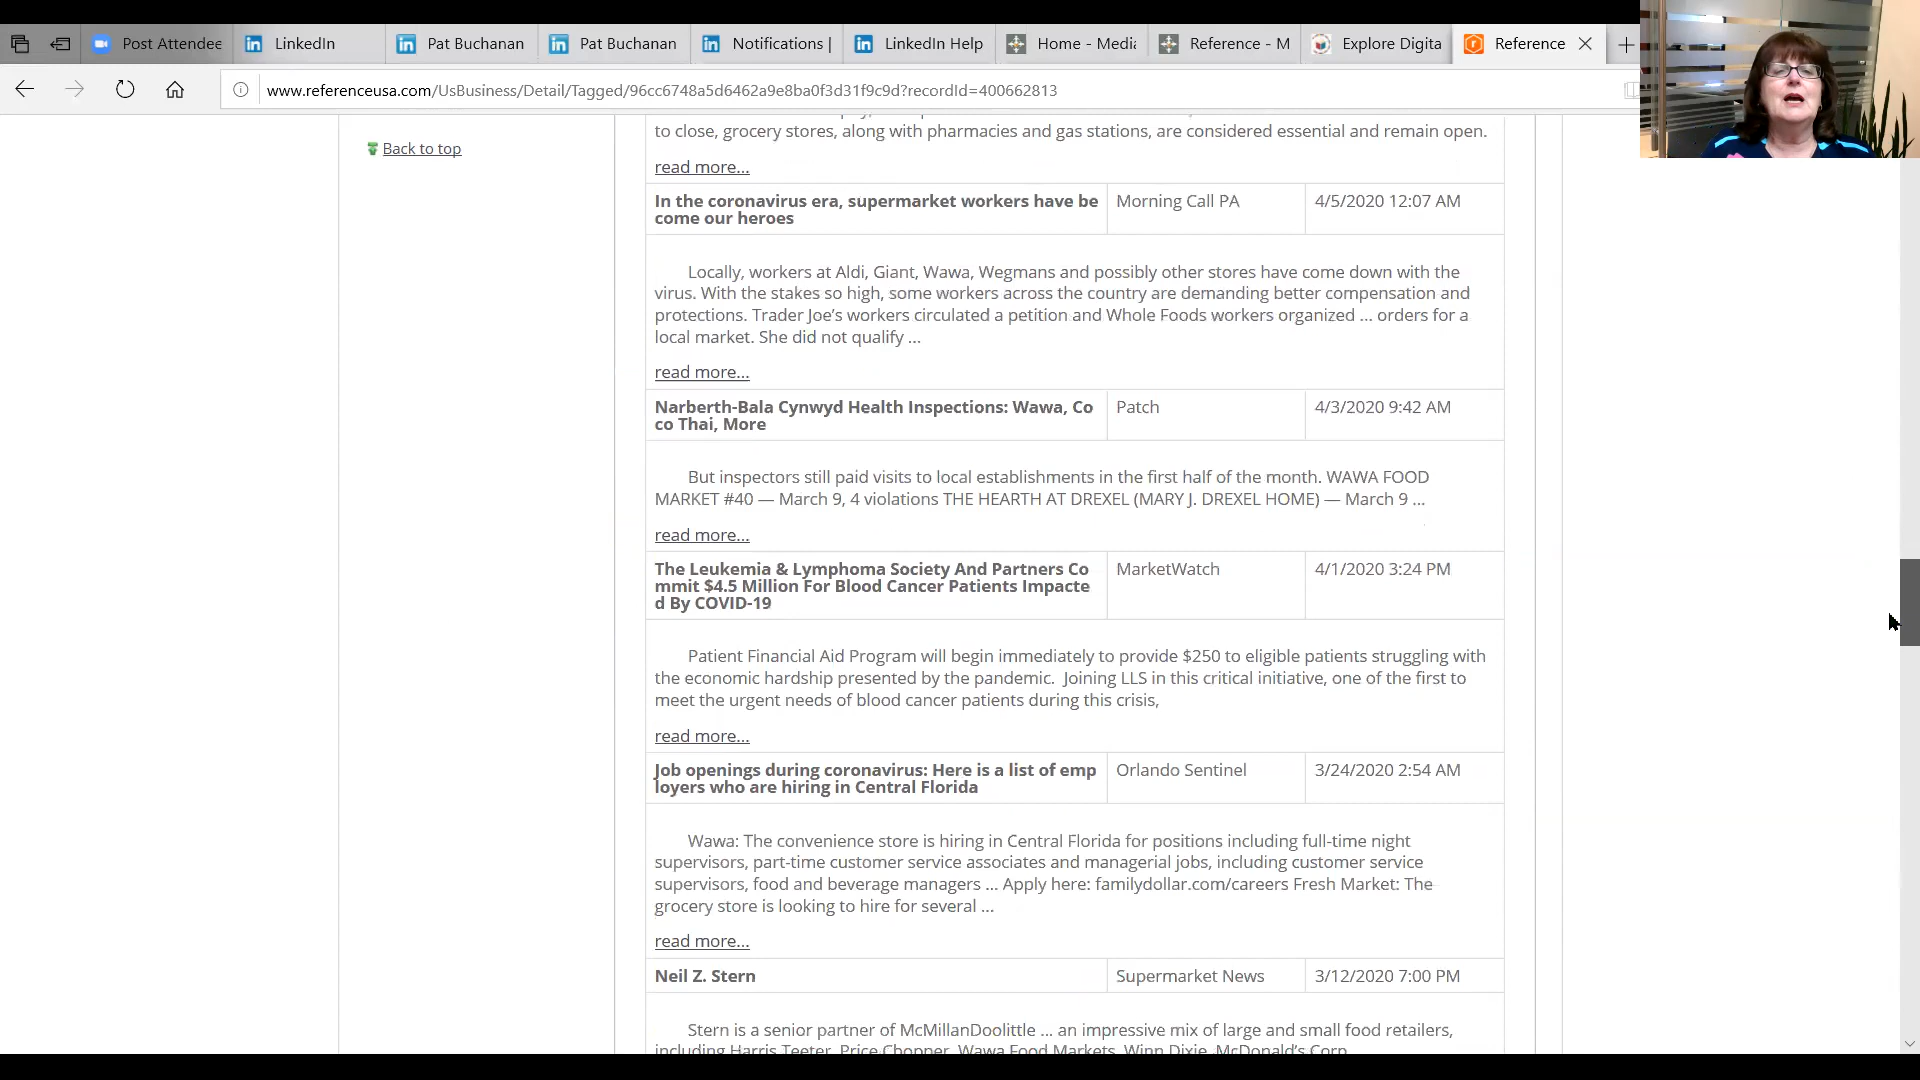 Post Attendee
LinkedIn
Pat Buchanan
Pat Buchanan
Notifications |
LinkedIn Help
Home - Media
Reference - M
Explore Digita
Reference
www.referenceusa.com/UsBusiness/Detail/Tagged/96cc6748a5d6462a9e8ba0f3d31f9c9d?recordId=400662813
Back to top
to close, grocery stores, along with pharmacies and gas stations, are considered essential and remain open.
read more...
In the coronavirus era, supermarket workers have be
come our heroes
Morning Call PA
4/5/2020 12:07 AM
Locally, workers at Aldi, Giant, Wawa, Wegmans and possibly other stores have come down with the
virus. With the stakes so high, some workers across the country are demanding better compensation and
protections. Trader Joe's workers circulated a petition and Whole Foods workers organized ... orders for a
local market. She did not qualify ...
read more...
Narberth-Bala Cynwyd Health Inspections: Wawa, Co
co Thai, More
Patch
4/3/2020 9:42 AM
But inspectors still paid visits to local establishments in the first half of the month. WAWA FOOD
MARKET #40 — March 9, 4 violations THE HEARTH AT DREXEL (MARY J. DREXEL HOME) — March 9 ...
read more...
The Leukemia & Lymphoma Society And Partners Co
mmit $4.5 Million For Blood Cancer Patients Impacte
d By COVID-19
MarketWatch
4/1/2020 3:24 PM
Patient Financial Aid Program will begin immediately to provide $250 to eligible patients struggling with
the economic hardship presented by the pandemic. Joining LLS in this critical initiative, one of the first to
meet the urgent needs of blood cancer patients during this crisis,
read more...
Job openings during coronavirus: Here is a list of emp
loyers who are hiring in Central Florida
Orlando Sentinel
3/24/2020 2:54 AM
Wawa: The convenience store is hiring in Central Florida for positions including full-time night
supervisors, part-time customer service associates and managerial jobs, including customer service
supervisors, food and beverage managers ... Apply here: familydollar.com/careers Fresh Market: The
grocery store is looking to hire for several ...
read more...
Neil Z. Stern
Supermarket News
3/12/2020 7:00 PM
Stern is a senior partner of McMillanDoolittle ... an impressive mix of large and small food retailers,
including Harris Teeter, Price Chopper, Wawa Food Markets, Winn Dixie, McDonald's Corp